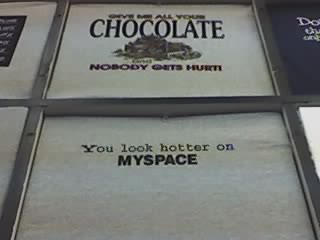 GIVE ME ALL YOUR
CHOCOLATE
AND
NOBODY GETS HURT!
You look hotter on
MYSPACE